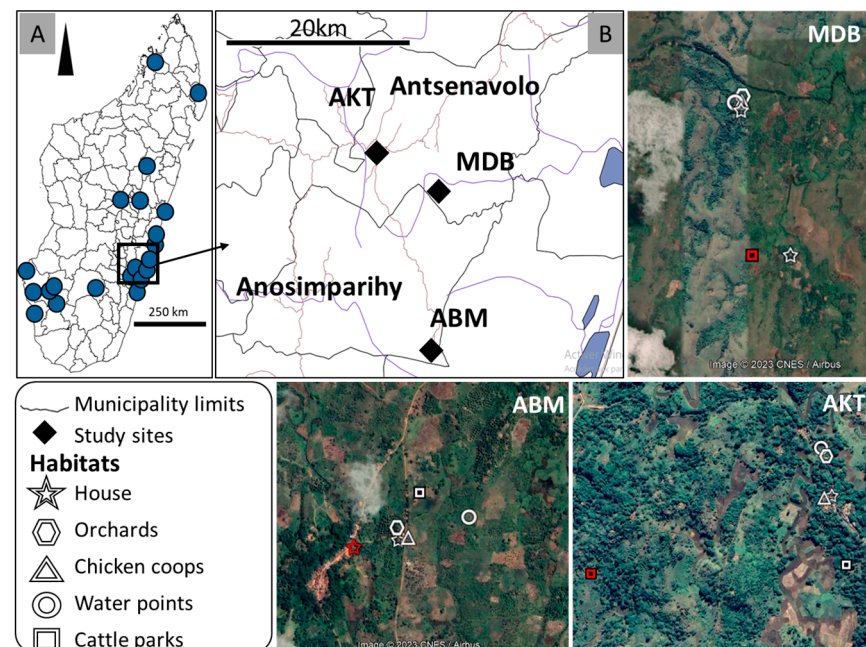 A
250 km
20km
B
AKT
Antsenavolo
MDB
Anosimparihy
ABM
MDB
Image © 2023 CNES / Airbus
Municipality limits
Study sites
Habitats
House
Orchards
Chicken coops
Water points
Cattle parks
ABM
Image © 2023 CNES / Airbus
AKT